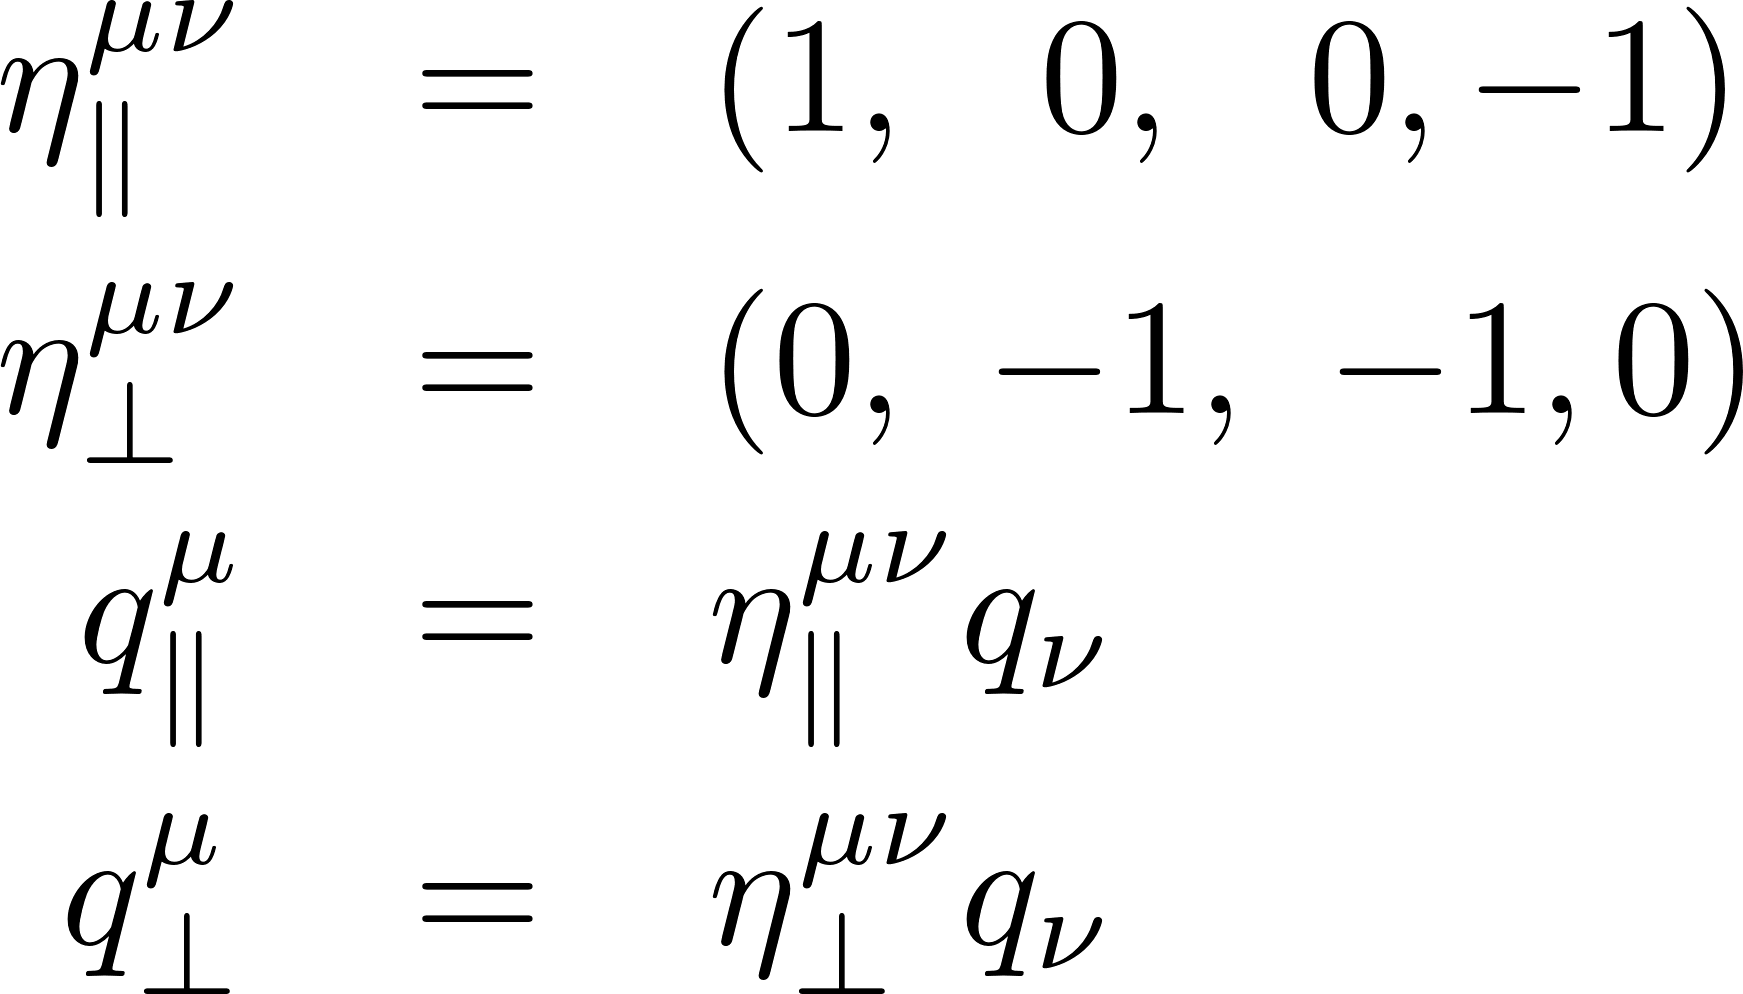 η_∥^{μν} = (1, 0, 0, −1)
η_⊥^{μν} = (0, −1, −1, 0)
q_∥^μ = η_∥^{μν} q_ν
q_⊥^μ = η_⊥^{μν} q_ν